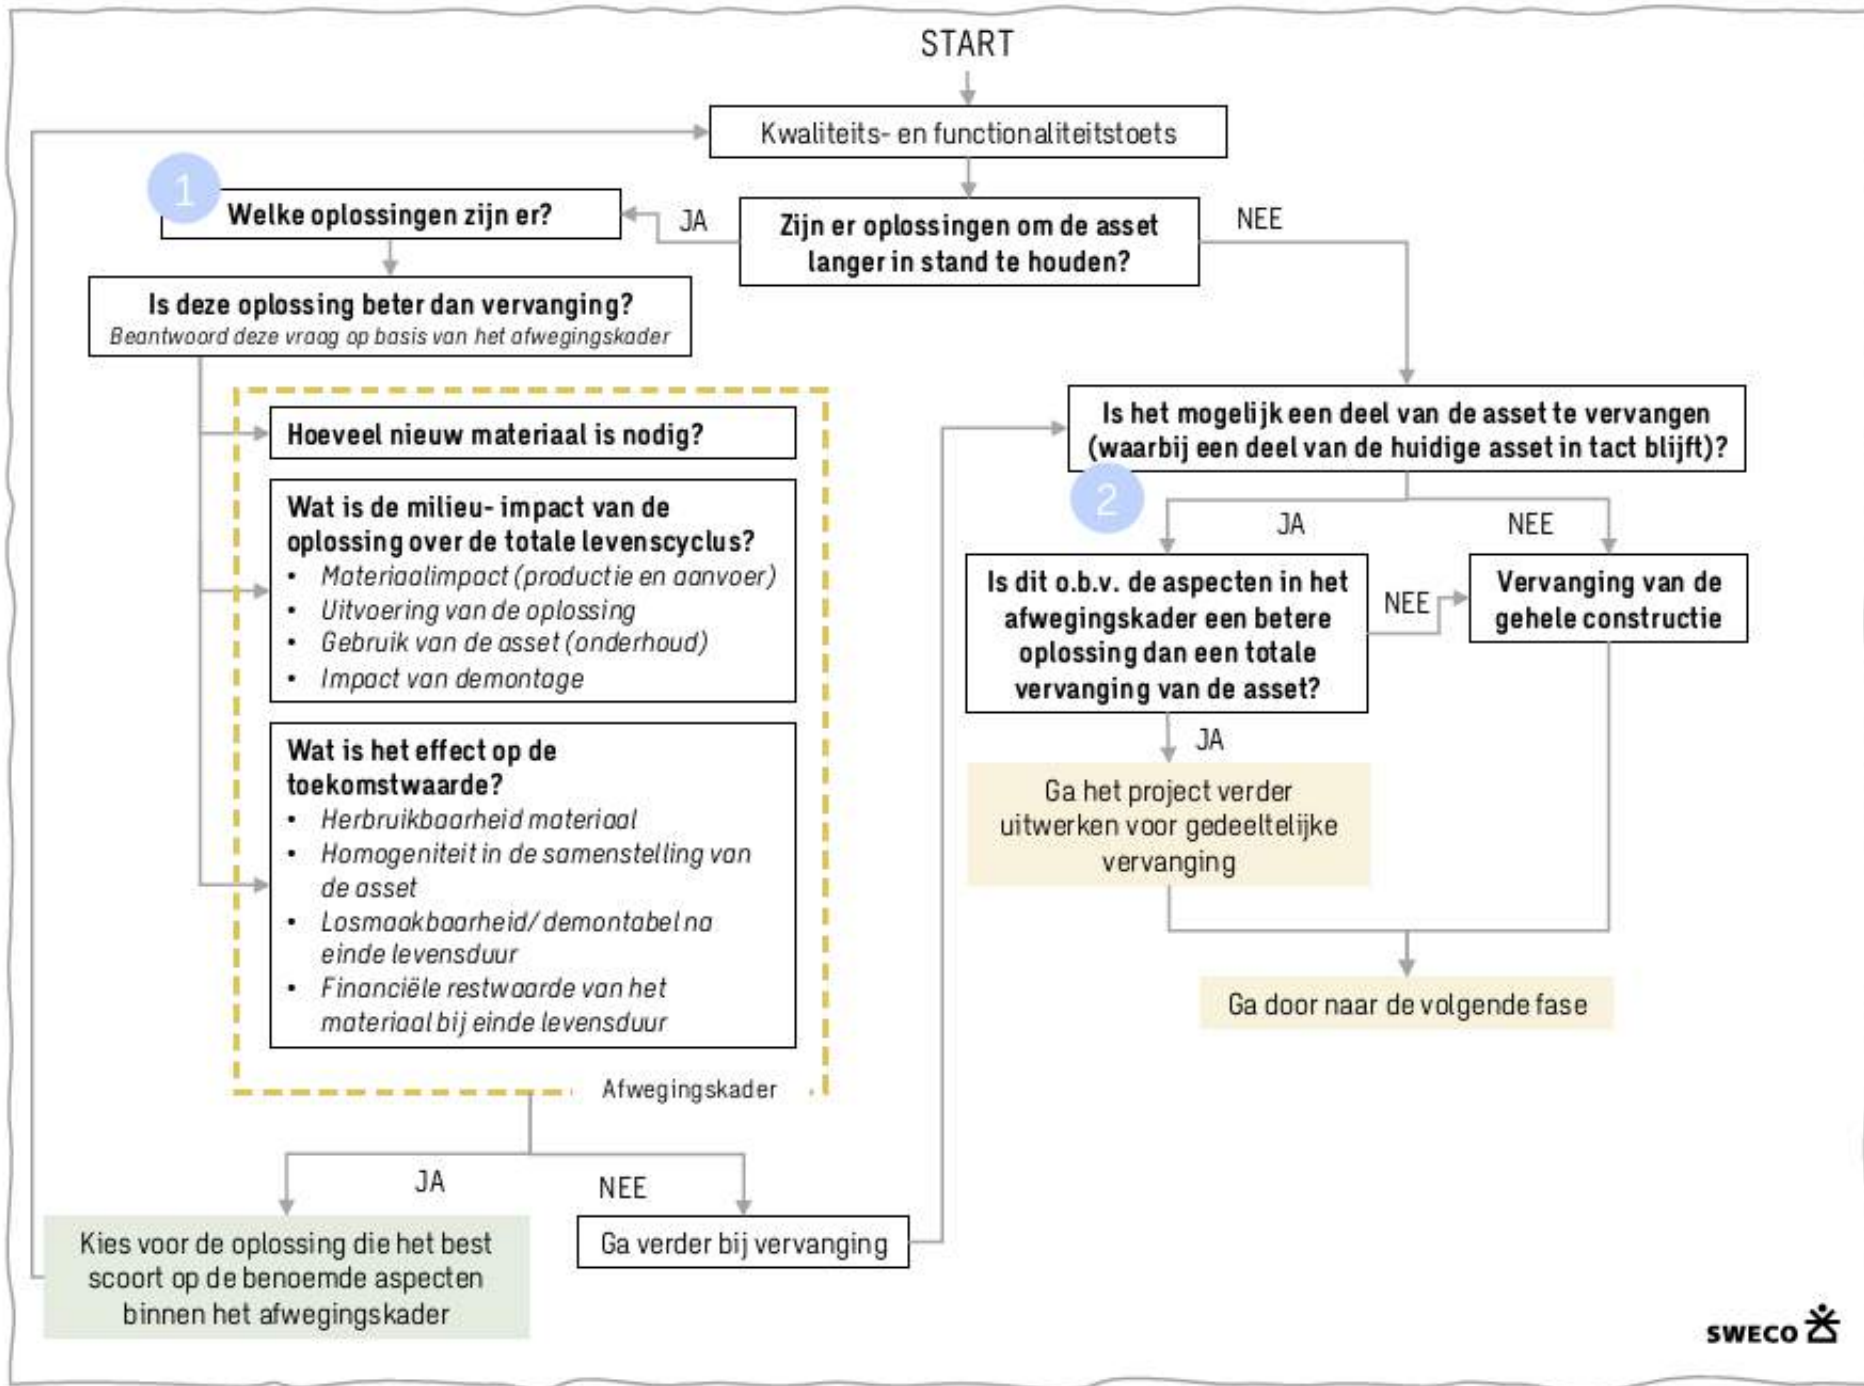 START
Kwaliteits- en functionaliteitstoets
1
Welke oplossingen zijn er?
JA
Zijn er oplossingen om de asset
langer in stand te houden?
NEE
Is deze oplossing beter dan vervanging?
Beantwoord deze vraag op basis van het afwegingskader
Hoeveel nieuw materiaal is nodig?
Wat is de milieu- impact van de
oplossing over de totale levenscyclus?
• Materiaalimpact (productie en aanvoer)
• Uitvoering van de oplossing
• Gebruik van de asset (onderhoud)
• Impact van demontage
Wat is het effect op de
toekomstwaarde?
• Herbruikbaarheid materiaal
• Homogeniteit in de samenstelling van
de asset
• Losmaakbaarheid/ demontabel na
einde levensduur
• Financiële restwaarde van het
materiaal bij einde levensduur
Afwegingskader
JA
NEE
Kies voor de oplossing die het best
scoort op de benoemde aspecten
binnen het afwegingskader
Ga verder bij vervanging
Is het mogelijk een deel van de asset te vervangen
(waarbij een deel van de huidige asset in tact blijft)?
2
JA
NEE
Is dit o.b.v. de aspecten in het
afwegingskader een betere
oplossing dan een totale
vervanging van de asset?
NEE
Vervanging van de
gehele constructie
JA
Ga het project verder
uitwerken voor gedeeltelijke
vervanging
Ga door naar de volgende fase
SWECO